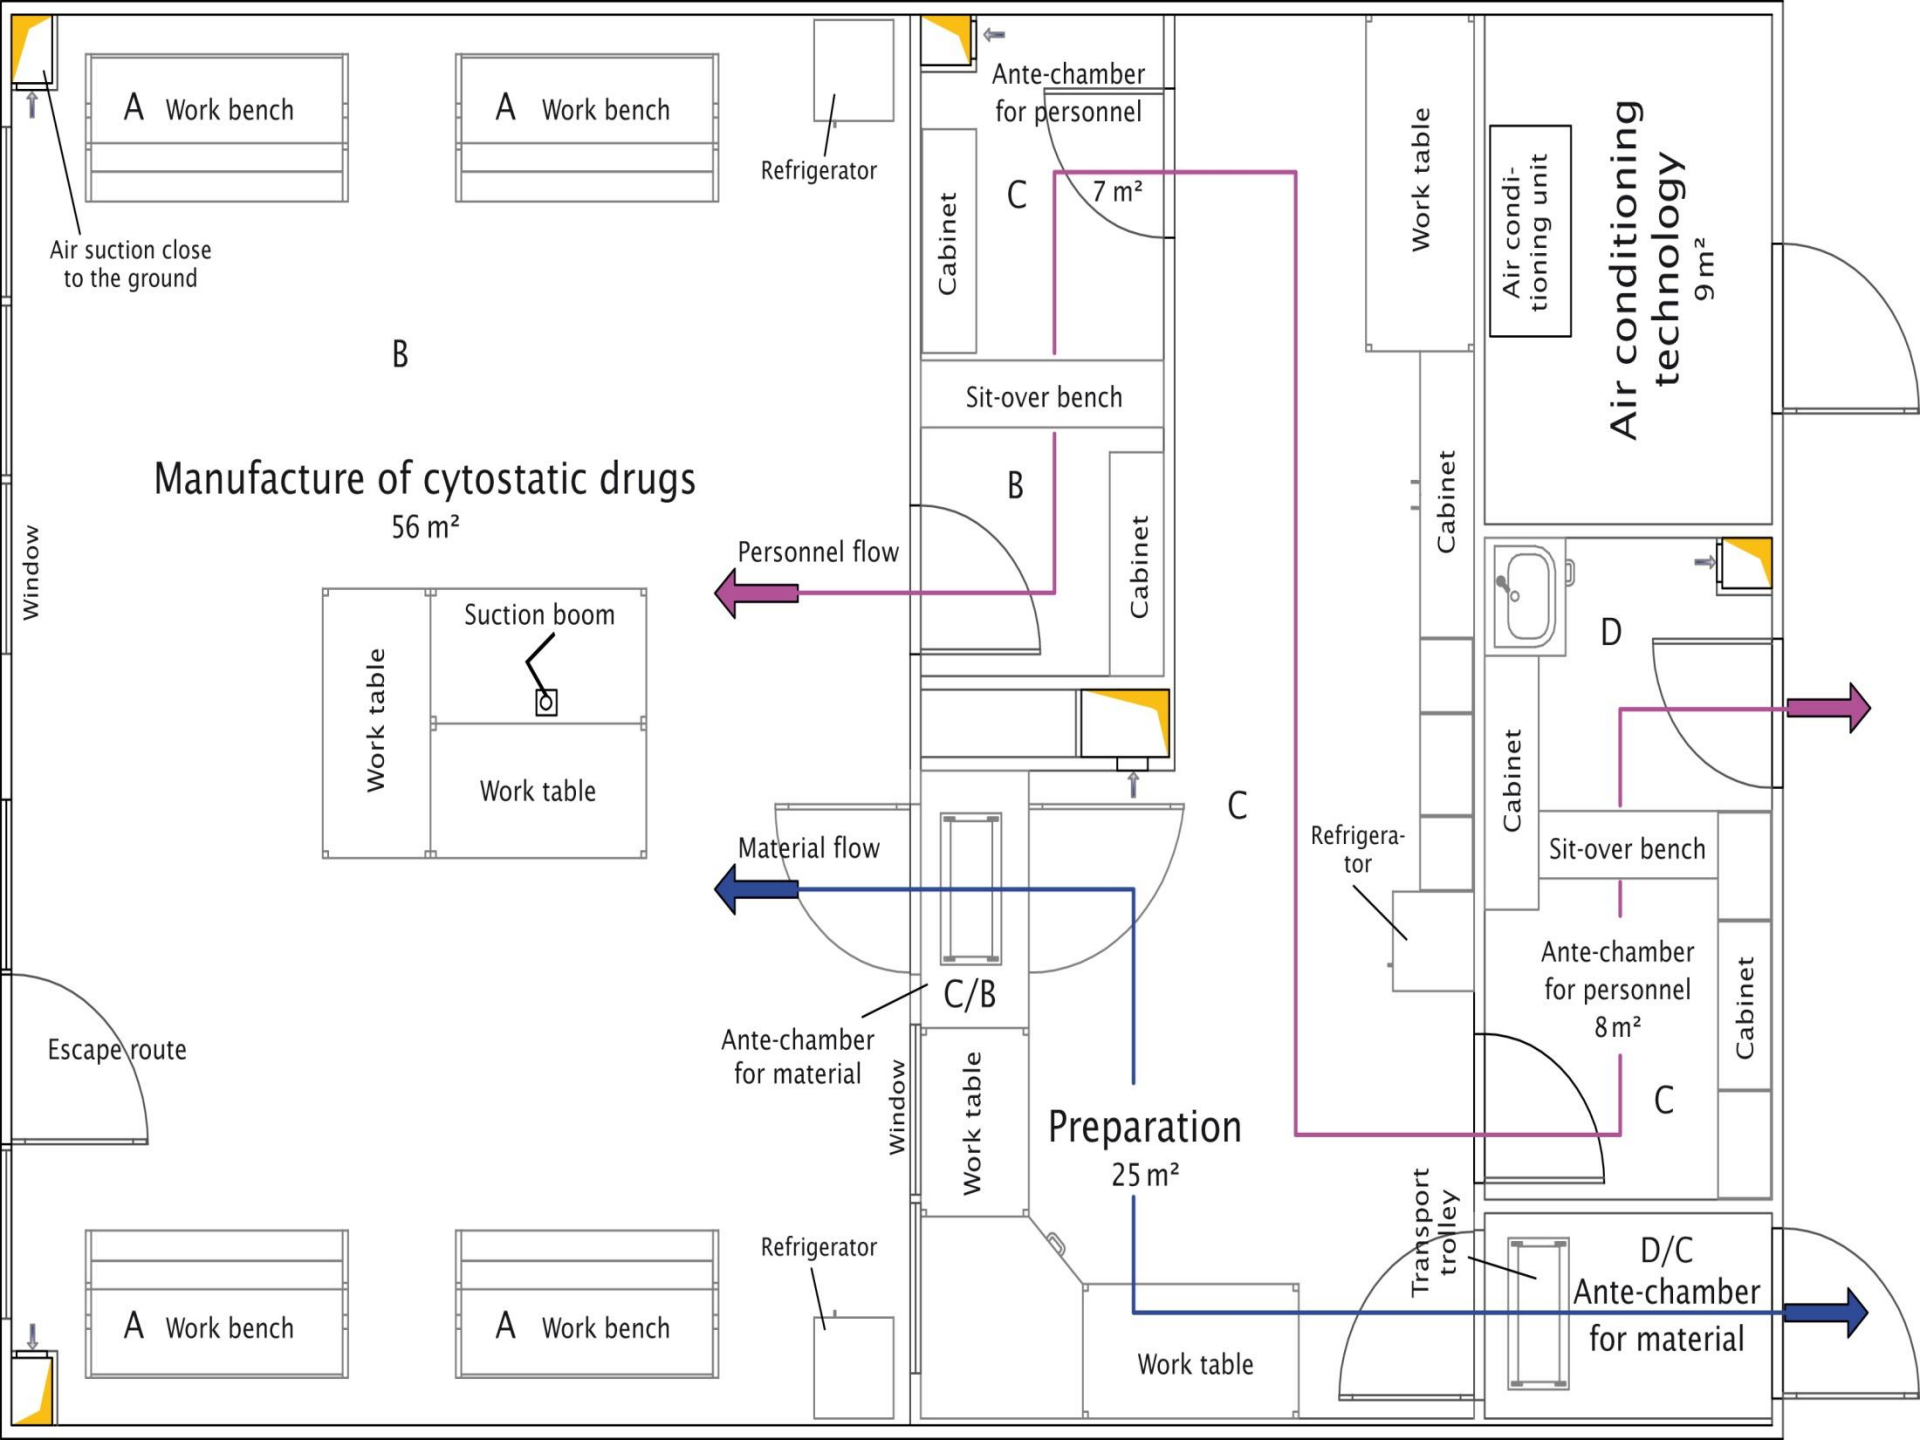 A Work bench
A Work bench
Refrigerator
Air suction close
to the ground
B
Manufacture of cytostatic drugs
56 m²
Window
Personnel flow
Suction boom
Work table
Work table
Material flow
Escape route
Ante-chamber
for material
C/B
Window
Refrigerator
A Work bench
A Work bench
Ante-chamber
for personnel
7 m²
C
Cabinet
Sit-over bench
B
Cabinet
Work table
Cabinet
C
Refrigera-
tor
Work table
Preparation
25 m²
Work table
Transport
trolley
Air condi-
tioning unit
Air conditioning
technology
9 m²
D
Cabinet
Sit-over bench
Ante-chamber
for personnel
8 m²
Cabinet
C
D/C
Ante-chamber
for material